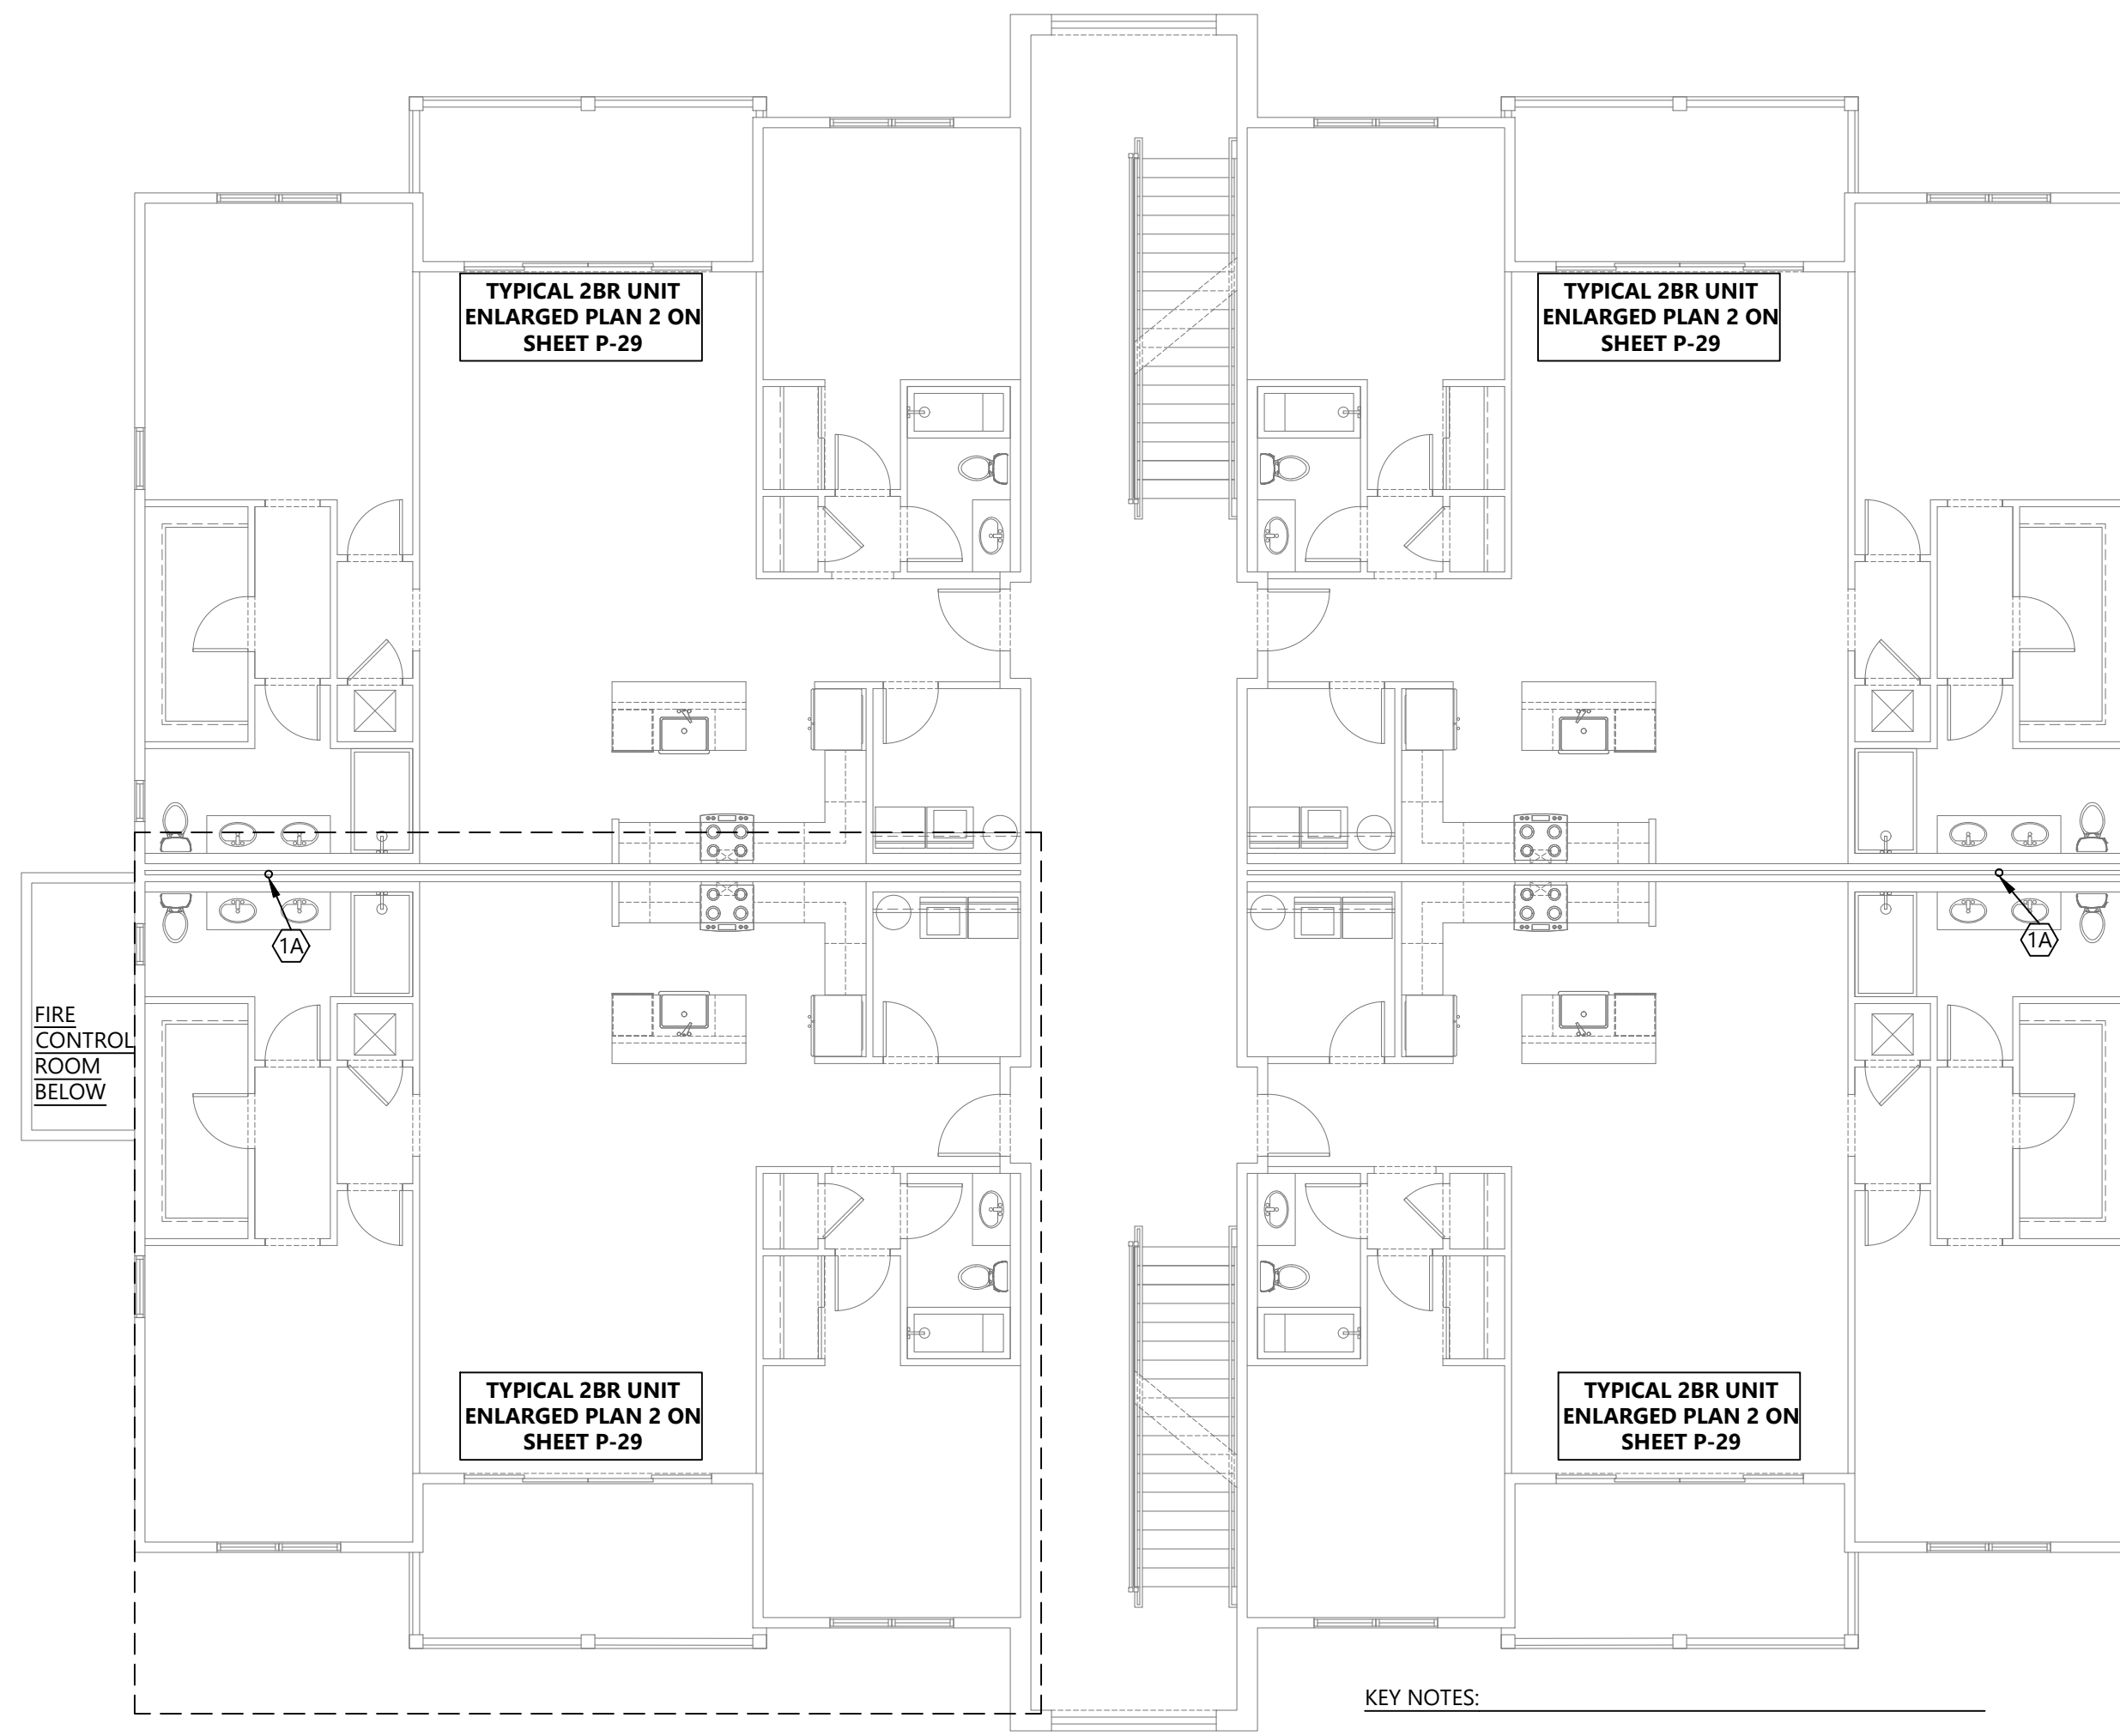 TYPICAL 2BR UNIT
ENLARGED PLAN 2 ON
SHEET P-29
TYPICAL 2BR UNIT
ENLARGED PLAN 2 ON
SHEET P-29
1A
1A
FIRE
CONTROL
ROOM
BELOW
TYPICAL 2BR UNIT
ENLARGED PLAN 2 ON
SHEET P-29
TYPICAL 2BR UNIT
ENLARGED PLAN 2 ON
SHEET P-29
KEY NOTES: